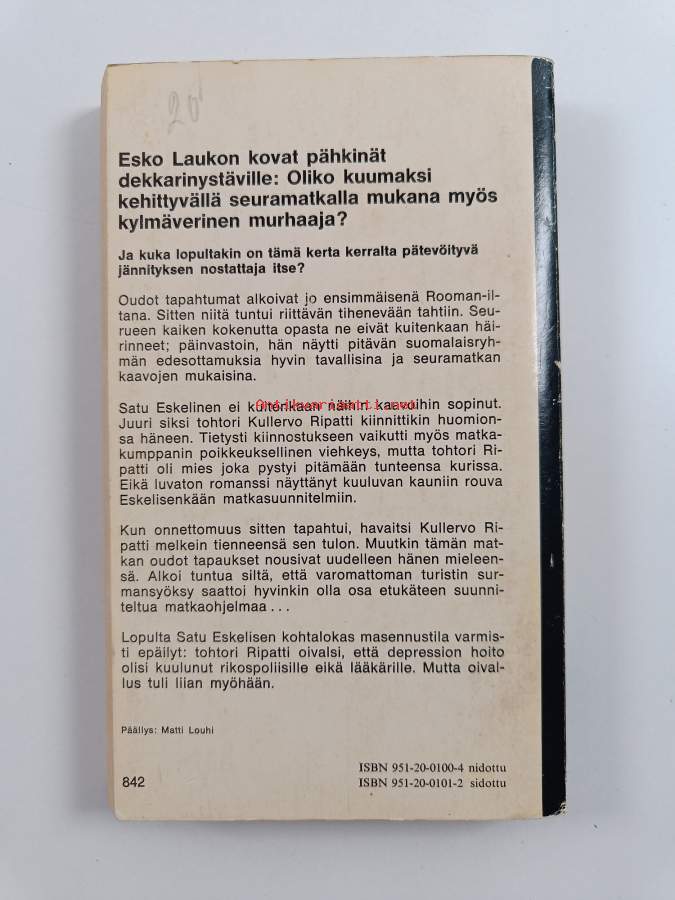 20
Esko Laukon kovat pähkinät
dekkarinystäville: Oliko kuumaksi
kehittyvällä seuramatkalla mukana myös
kylmäverinen murhaaja?
Ja kuka lopultakin on tämä kerta kerralta pätevöityvä
jännityksen nostattaja itse?
Oudot tapahtumat alkoivat jo ensimmäisenä Rooman-il-
tana. Sitten niitä tuntui riittävän tihenevään tahtiin. Seu-
rueen kaiken kokenutta opasta ne eivät kuitenkaan häi-
rinneet; päinvastoin, hän näytti pitävän suomalaisryh-
män edesottamuksia hyvin tavallisina ja seuramatkan
kaavojen mukaisina.
Satu Eskelinen ei kuitenkaan näihin kaavoihin sopinut.
Antikvariaatti.net
Juuri siksi tohtori Kullervo Ripatti kiinnittikin huomion-
sa häneen. Tietysti kiinnostukseen vaikutti myös matka-
kumppanin poikkeuksellinen viehkeys, mutta tohtori Ri-
patti oli mies joka pystyi pitämään tunteensa kurissa.
Eikä luvaton romanssi näyttänyt kuuluvan kauniin rouva
Eskelisenkään matkasuunnitelmiin.
Kun onnettomuus sitten tapahtui, havaitsi Kullervo Ri-
patti melkein tienneensä sen tulon. Muutkin tämän mat-
kan oudot tapaukset nousivat uudelleen hänen mieleen-
sä. Alkoi tuntua siltä, että varomattoman turistin sur-
mansyöksy saattoi hyvinkin olla osa etukäteen suunni-
teltua matkaohjelmaa...
Lopulta Satu Eskelisen kohtalokas masennustila varmis-
ti epäilyt: tohtori Ripatti oivalsi, että depression hoito
olisi kuulunut rikospoliisille eikä lääkärille. Mutta oival-
lus tuli liian myöhään.
Päällys: Matti Louhi
ISBN 951-20-0100-4 nidottu
842
ISBN 951-20-0101-2 sidottu